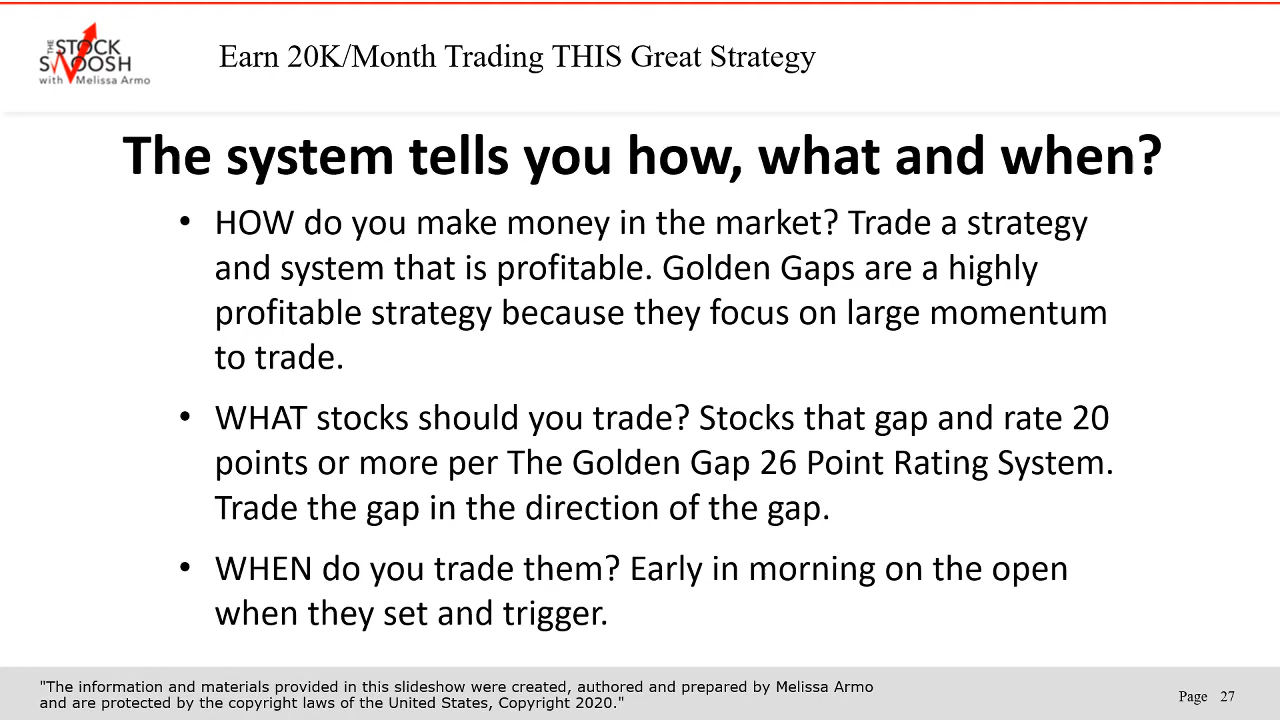 THE
STOCK
SWOOSH
with Melissa Armo
Earn 20K/Month Trading THIS Great Strategy
The system tells you how, what and when?
• HOW do you make money in the market? Trade a strategy
and system that is profitable. Golden Gaps are a highly
profitable strategy because they focus on large momentum
to trade.
• WHAT stocks should you trade? Stocks that gap and rate 20
points or more per The Golden Gap 26 Point Rating System.
Trade the gap in the direction of the gap.
• WHEN do you trade them? Early in morning on the open
when they set and trigger.
"The information and materials provided in this slideshow were created, authored and prepared by Melissa Armo
and are protected by the copyright laws of the United States, Copyright 2020."
Page 27